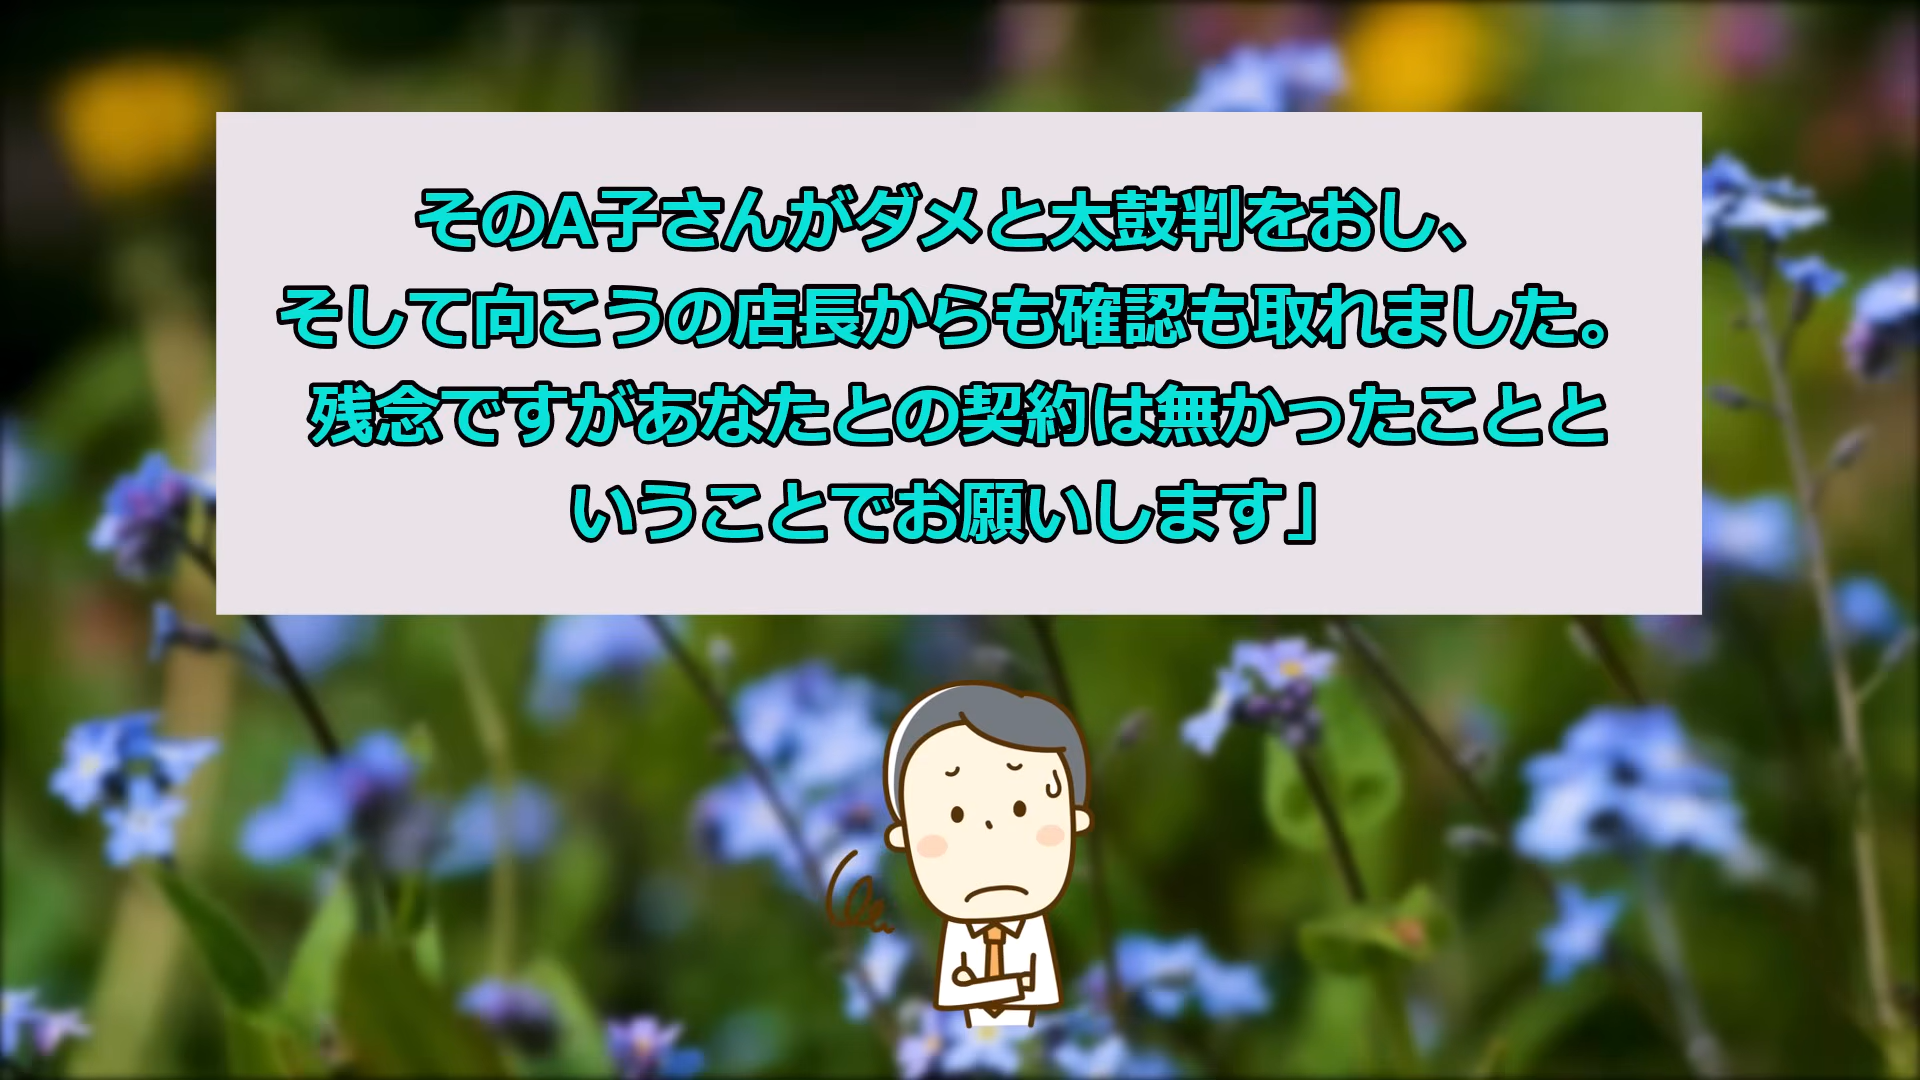 そのA子さんがダメと太鼓判をおし、
そして向こうの店長からも確認も取れました。
残念ですがあなたとの契約は無かったことと
いうことでお願いします」